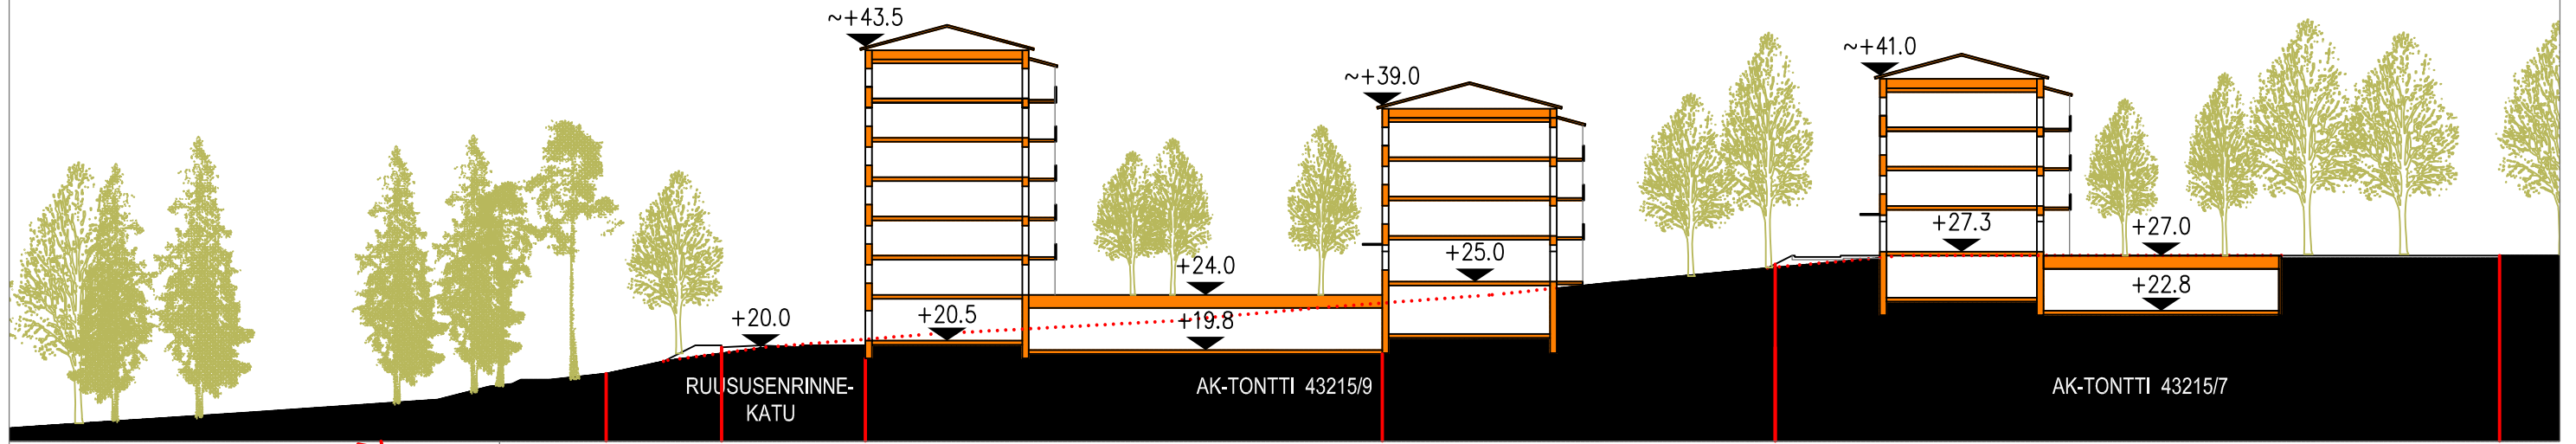 ~+43.5
~+39.0
~+41.0
+27.3
+27.0
+24.0
+25.0
+22.8
+20.0
+20.5
+19.8
RUUSUSENRINNE-
KATU
AK-TONTTI 43215/9
AK-TONTTI 43215/7